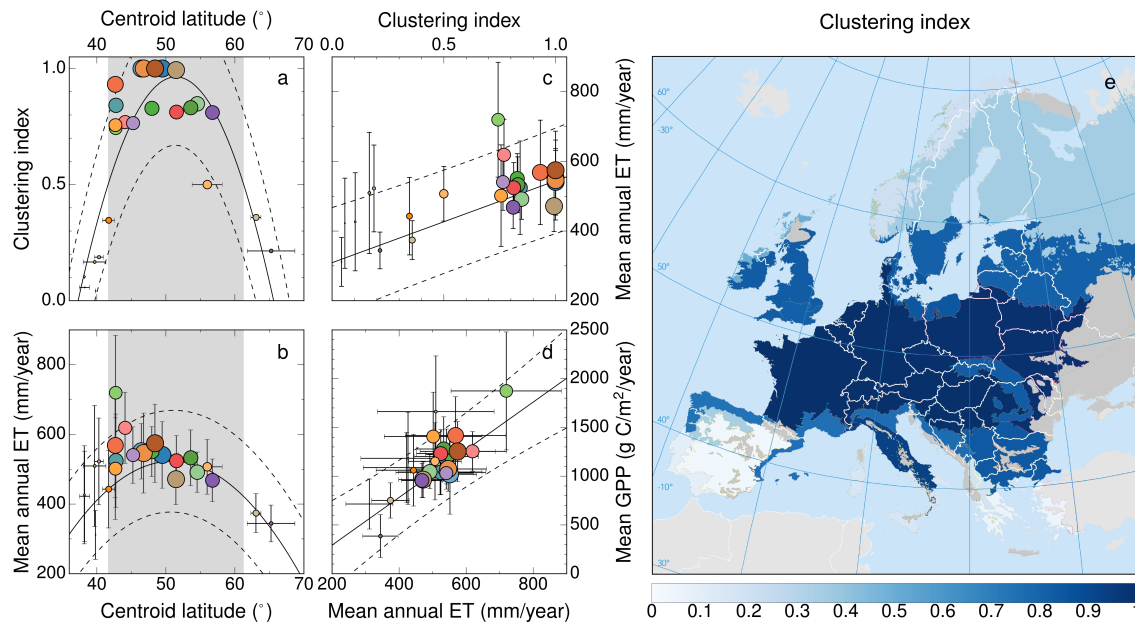 Centroid latitude (°)
40 50 60 70
Clustering index
0.0 0.5 1.0
Clustering index
1.0
0.5
0.0
a
c
800
600
400
200
Mean annual ET (mm/year)
Mean annual ET (mm/year)
800
600
400
200
b
d
2500
2000
1500
1000
500
0
Mean GPP (g C/m²/year)
40 50 60 70
Centroid latitude (°)
200 400 600 800
Mean annual ET (mm/year)
Clustering index
e
60°
-30°
50°
40°
-10°
30°
0 0.1 0.2 0.3 0.4 0.5 0.6 0.7 0.8 0.9 1